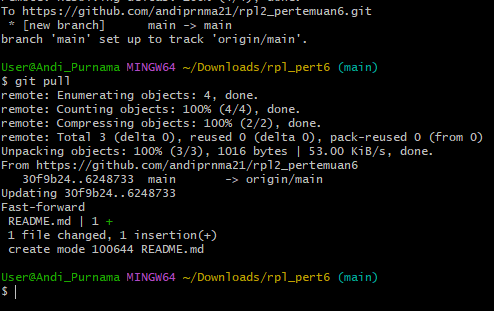 To https://github.com/andiprnma21/rpl2_pertemuan6.git
 * [new branch]      main -> main
branch 'main' set up to track 'origin/main'.

User@Andi_Purnama MINGW64 ~/Downloads/rpl_pert6 (main)
$ git pull
remote: Enumerating objects: 4, done.
remote: Counting objects: 100% (4/4), done.
remote: Compressing objects: 100% (2/2), done.
remote: Total 3 (delta 0), reused 0 (delta 0), pack-reused 0 (from 0)
Unpacking objects: 100% (3/3), 1016 bytes | 53.00 KiB/s, done.
From https://github.com/andiprnma21/rpl2_pertemuan6
   30f9b24..6248733  main       -> origin/main
Updating 30f9b24..6248733
Fast-forward
 README.md | 1 +
 1 file changed, 1 insertion(+)
 create mode 100644 README.md

User@Andi_Purnama MINGW64 ~/Downloads/rpl_pert6 (main)
$